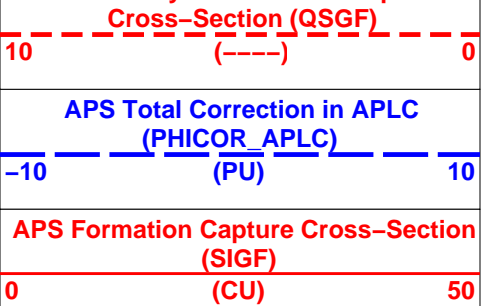 Cross−Section (QSGF)
10 (−−−−) 0
APS Total Correction in APLC
(PHICOR_APLC)
−10 (PU) 10
APS Formation Capture Cross−Section
(SIGF)
0 (CU) 50